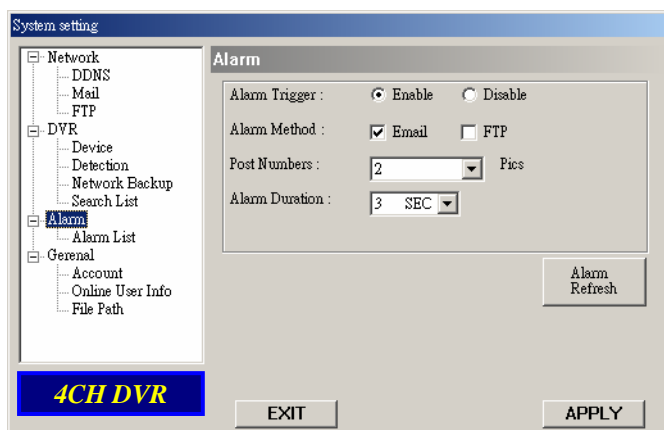 System setting
Network
DDNS
Mail
FTP
DVR
Device
Detection
Network Backup
Search List
Alarm
Alarm List
Gerenal
Account
Online User Info
File Path
4CH DVR
Alarm
Alarm Trigger : Enable Disable
Alarm Method : Email FTP
Post Numbers : 2 Pics
Alarm Duration : 3 SEC
Alarm
Refresh
EXIT APPLY